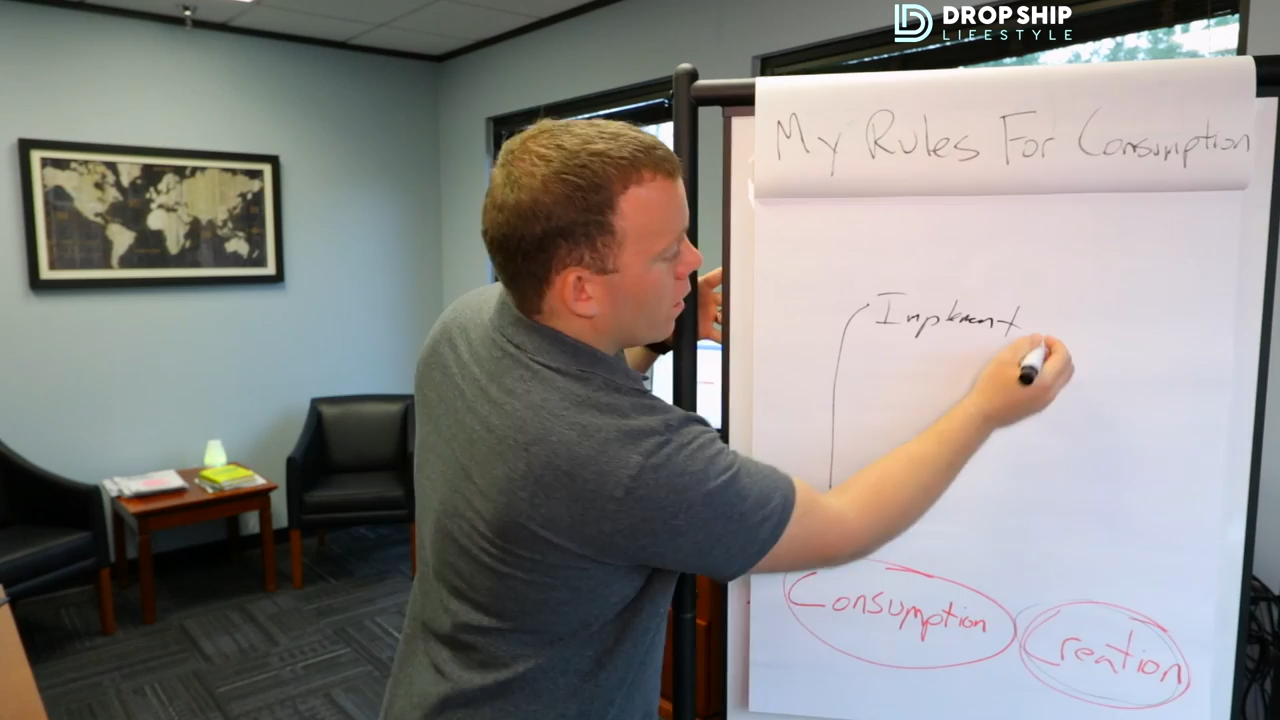 DROP SHIP
LIFESTYLE
My Rules For Consumption
Implement
Consumption
Creation